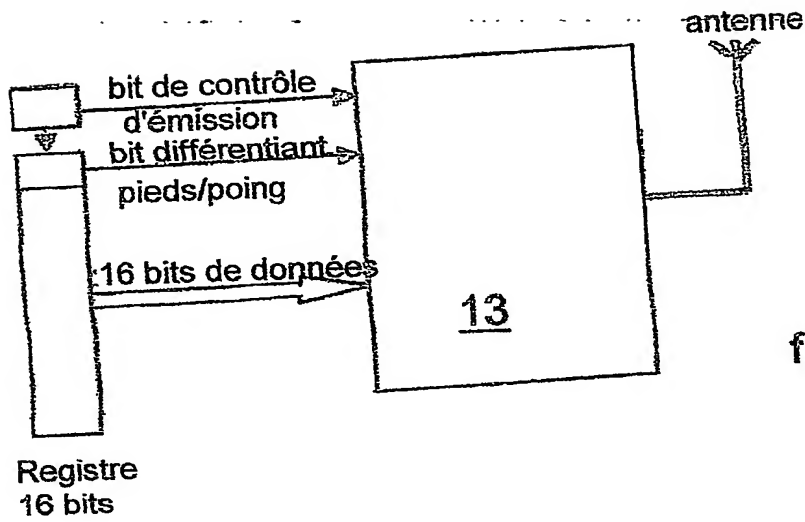 antenne
bit de contrôle
d'émission
bit différentiant
pieds/poing
16 bits de données
13
f
Registre
16 bits